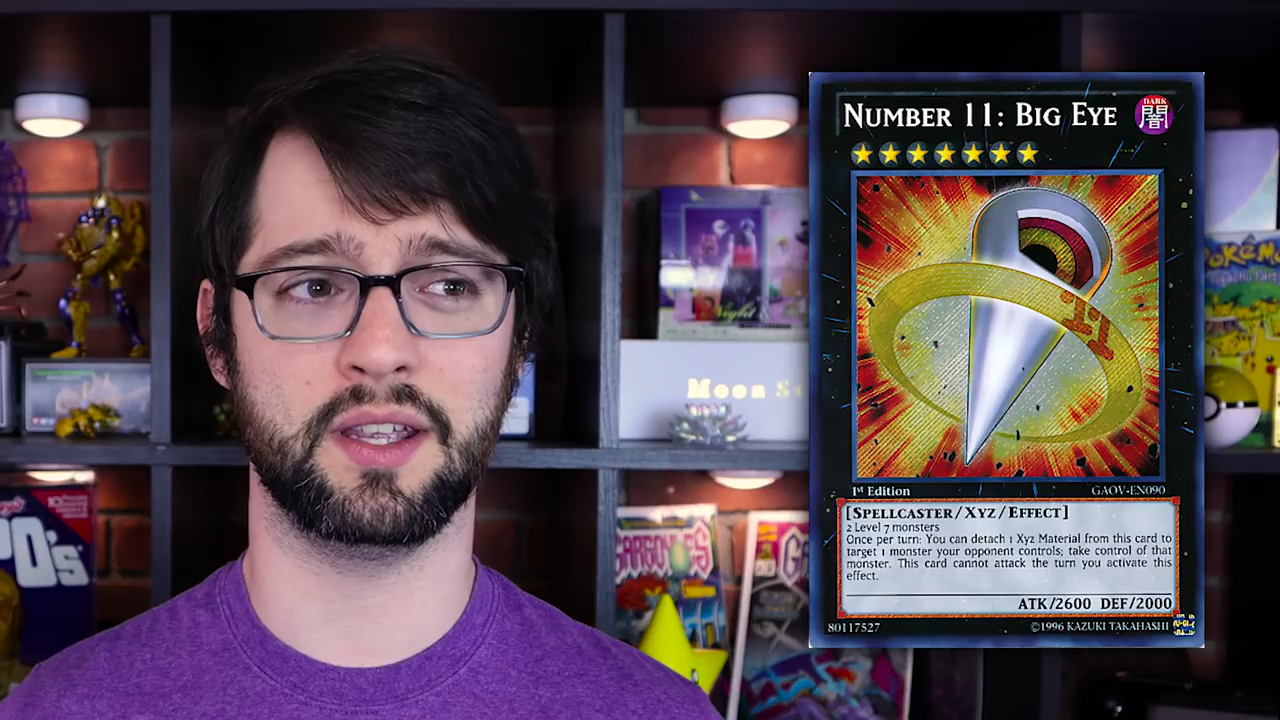 NUMBER 11: BIG EYE
DARK
闇
11
1st Edition
GAOV-EN090
[SPELLCASTER/XYZ/EFFECT]
2 Level 7 monsters
Once per turn: You can detach 1 Xyz Material from this card to
target 1 monster your opponent controls; take control of that
monster. This card cannot attack the turn you activate this
effect.
ATK/2600 DEF/2000
80117527
©1996 KAZUKI TAKAHASHI
Moon
GARGOYLES
POKéM